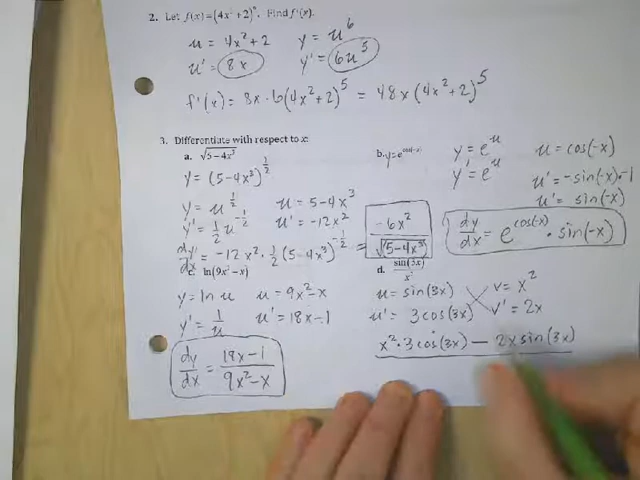 2. Let f(x)=(4x²+2)⁶. Find f'(x).
u = 4x²+2 y = u⁶
u' = 8x y' = 6u⁵
f'(x) = 8x·6(4x²+2)⁵ = 48x(4x²+2)⁵
3. Differentiate with respect to x:
a. √(5-4x³) b. y=e^cos(-x) y = e^u u = cos(-x)
y = (5-4x³)^(1/2) y' = e^u u' = -sin(-x)·-1
u' = sin(-x)
y = u^(1/2) u = 5-4x³
y' = 1/2 u^(-1/2) u' = -12x²
dy/dx = -12x²·1/2(5-4x³)^(-1/2) = -6x²/√(5-4x³) dy/dx = e^cos(-x)·sin(-x)
c. ln(9x²-x) d. sin(3x)/x²
y = ln u u = 9x²-x u = sin(3x) v = x²
y' = 1/u u' = 18x-1 u' = 3cos(3x) v' = 2x
dy/dx = (18x-1)/(9x²-x) x²·3cos(3x) - 2x sin(3x)